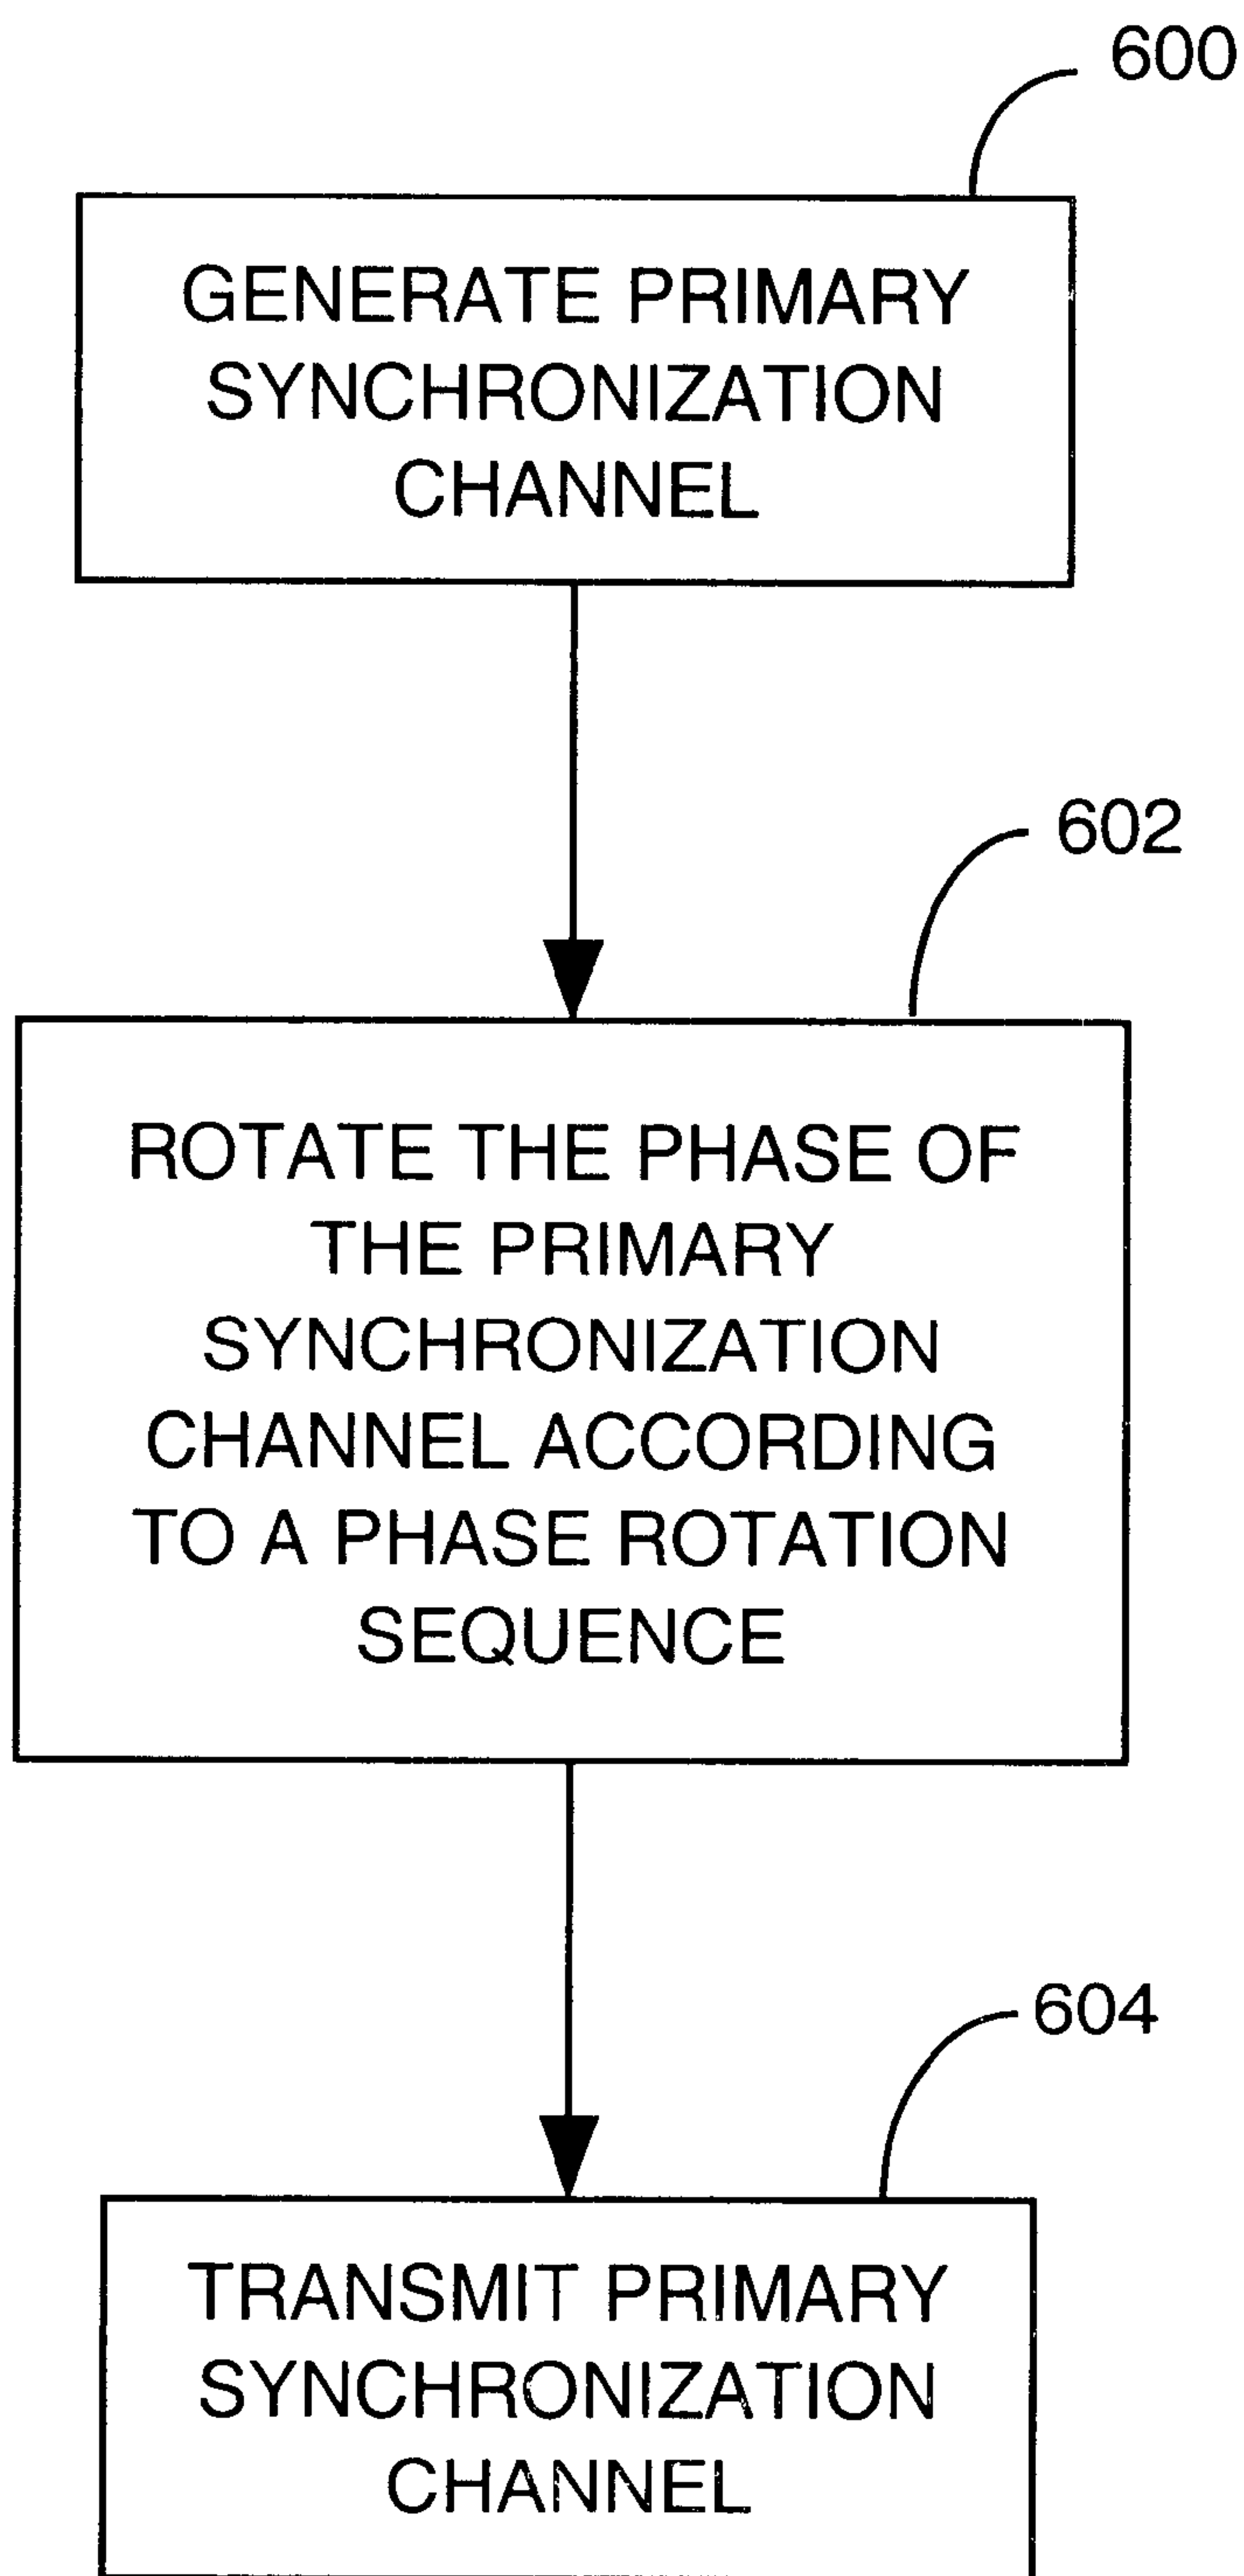 600
GENERATE PRIMARY
SYNCHRONIZATION
CHANNEL
602
ROTATE THE PHASE OF
THE PRIMARY
SYNCHRONIZATION
CHANNEL ACCORDING
TO A PHASE ROTATION
SEQUENCE
604
TRANSMIT PRIMARY
SYNCHRONIZATION
CHANNEL